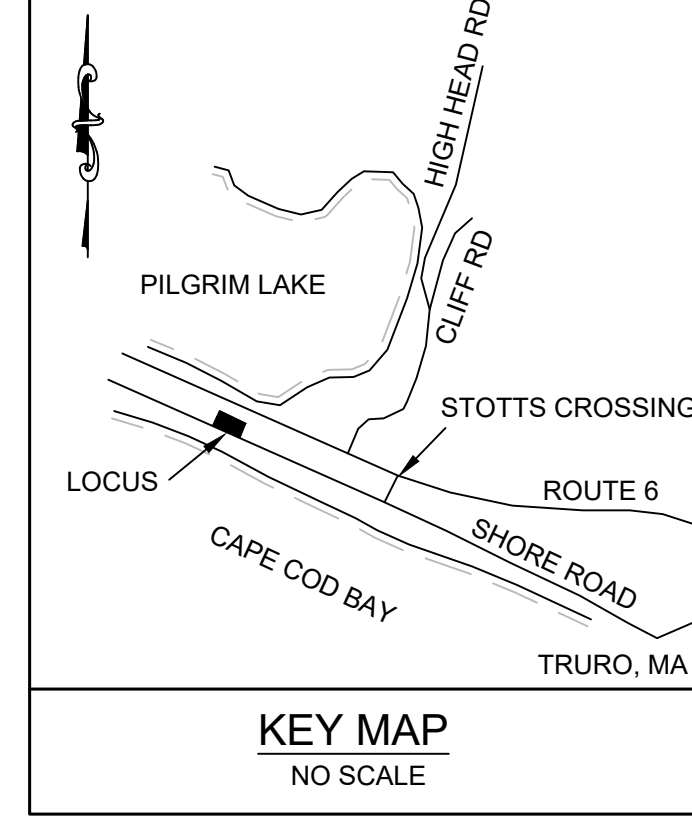 HIGH HEAD RD
CLIFF RD
PILGRIM LAKE
STOTTS CROSSING
LOCUS
ROUTE 6
SHORE ROAD
CAPE COD BAY
TRURO, MA
KEY MAP
NO SCALE